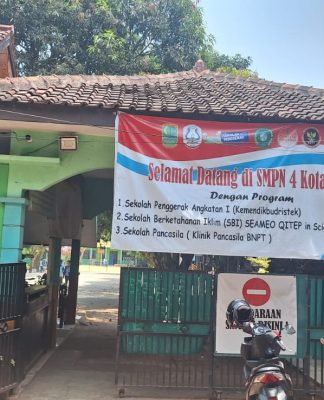 Selamat Datang di SMPN 4 Kota
Dengan Program
1.Sekolah Penggerak Angkatan I (Kemendikbudristek)
2.Sekolah Berketahanan Iklim (SBI) SEAMEO QITEP in Sci
3.Sekolah Pancasila ( Klinik Pancasila BNPT )